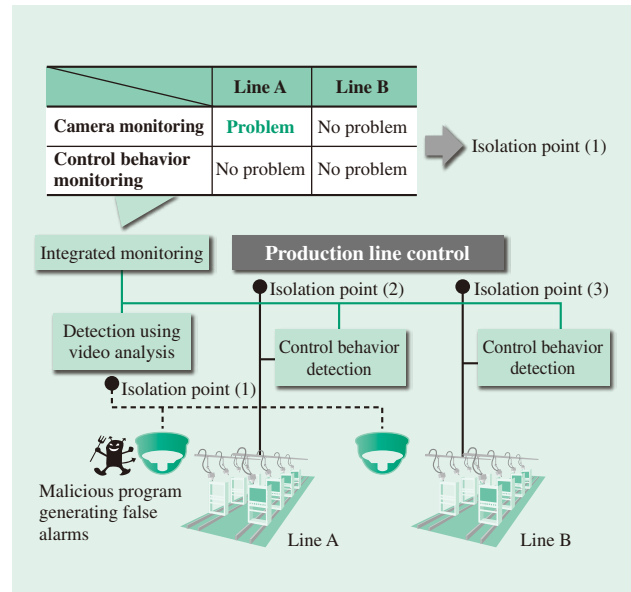 Line A Line B
Camera monitoring Problem No problem
Control behavior
monitoring No problem No problem
Isolation point (1)
Integrated monitoring
Production line control
Isolation point (2)
Isolation point (3)
Detection using
video analysis
Control behavior
detection
Control behavior
detection
Isolation point (1)
Malicious program
generating false
alarms
Line A
Line B